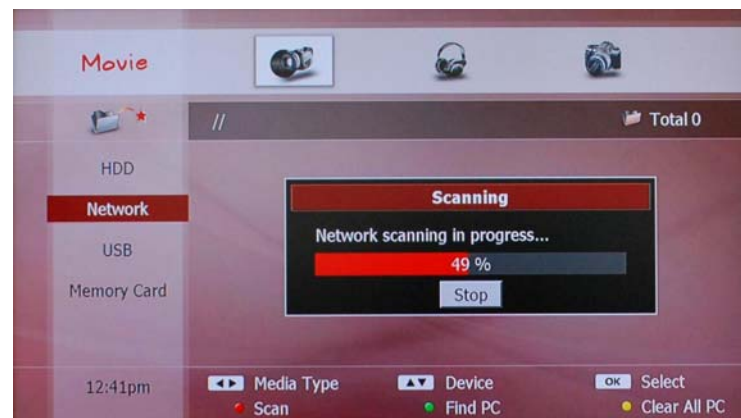 Movie
//
Total 0
HDD
Network
USB
Memory Card
Scanning
Network scanning in progress...
49 %
Stop
12:41pm
Media Type
Device
OK Select
Scan
Find PC
Clear All PC